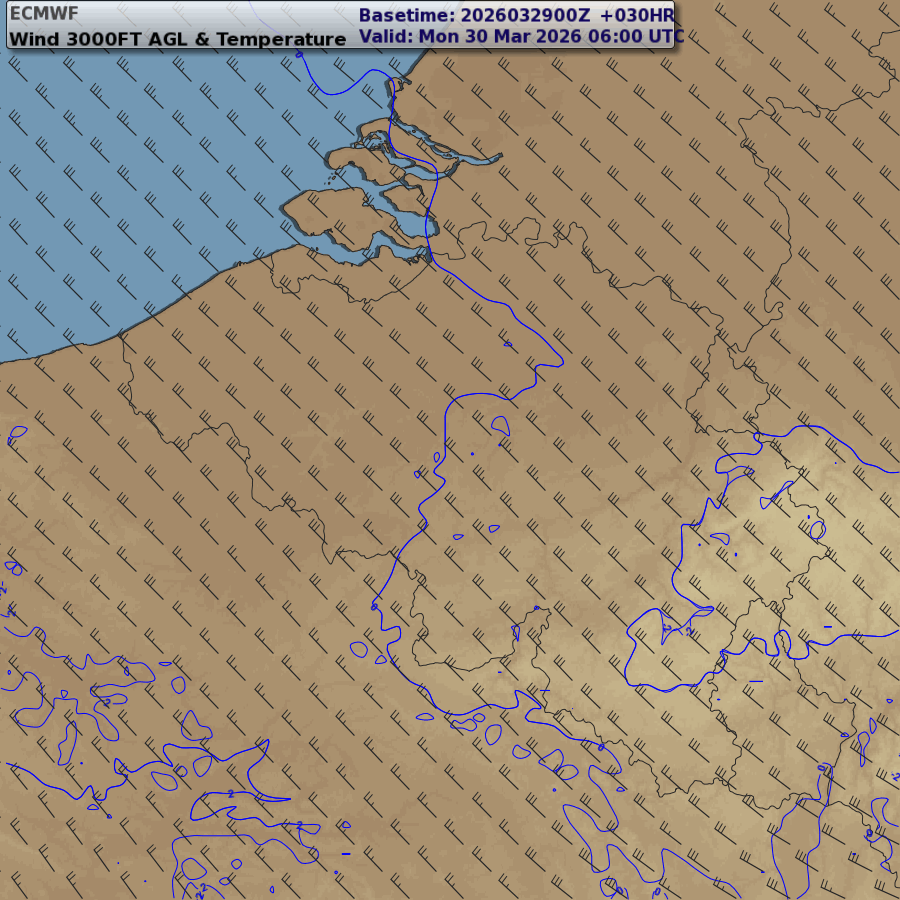 ECMWF
Wind 3000FT AGL & Temperature
Basetime: 2026032900Z +030HR
Valid: Mon 30 Mar 2026 06:00 UTC